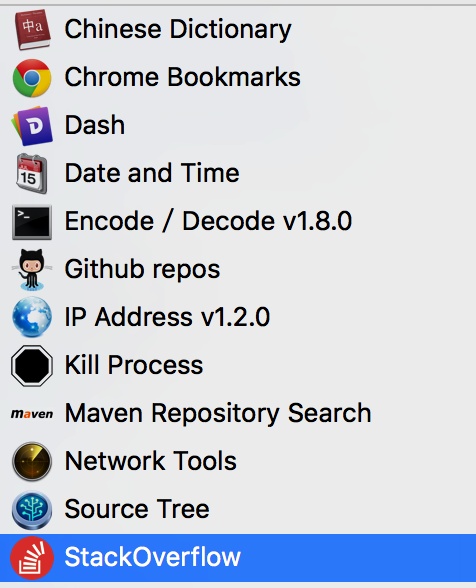 中a
Chinese Dictionary
Chrome Bookmarks
D
Dash
15
Date and Time
>_
Encode / Decode v1.8.0
Github repos
IP Address v1.2.0
Kill Process
maven
Maven Repository Search
Network Tools
Source Tree
StackOverflow